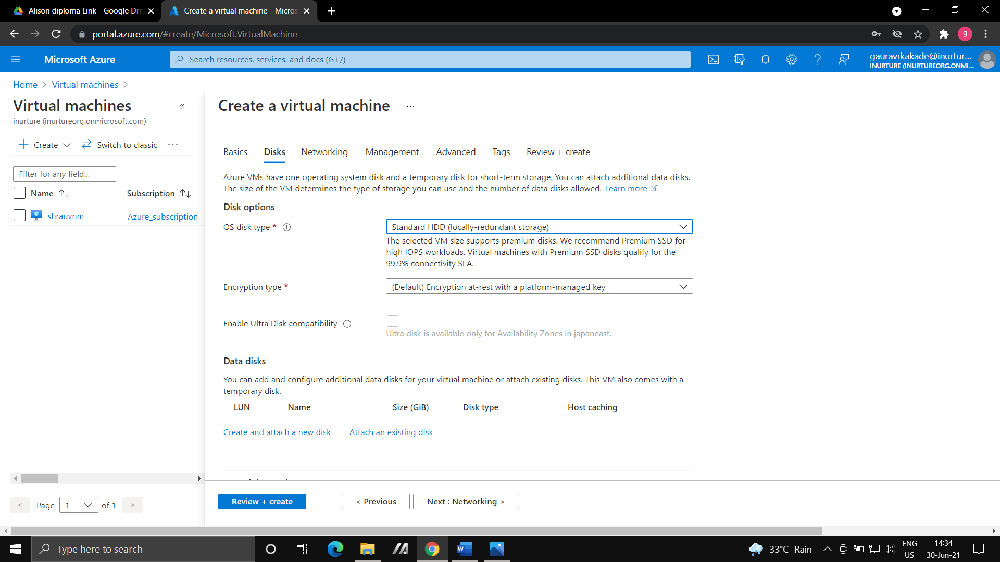 Alison diploma Link - Google Dri
Create a virtual machine - Micros
portal.azure.com/#create/Microsoft.VirtualMachine
g
Microsoft Azure
Search resources, services, and docs (G+/)
gauravrkakade@inurtur...
INURTURE (INURTUREORG.ONMI...
Home > Virtual machines >
Virtual machines
«
inurture (inurtureorg.onmicrosoft.com)
Create
Switch to classic
...
Filter for any field...
Name
Subscription
shrauvnm
Azure_subscription
< Page 1 of 1 >
Create a virtual machine
...
Basics
Disks
Networking
Management
Advanced
Tags
Review + create
Azure VMs have one operating system disk and a temporary disk for short-term storage. You can attach additional data disks.
The size of the VM determines the type of storage you can use and the number of data disks allowed. Learn more
Disk options
OS disk type *
Standard HDD (locally-redundant storage)
The selected VM size supports premium disks. We recommend Premium SSD for
high IOPS workloads. Virtual machines with Premium SSD disks qualify for the
99.9% connectivity SLA.
Encryption type *
(Default) Encryption at-rest with a platform-managed key
Enable Ultra Disk compatibility
Ultra disk is available only for Availability Zones in japaneast.
Data disks
You can add and configure additional data disks for your virtual machine or attach existing disks. This VM also comes with a
temporary disk.
LUN
Name
Size (GiB)
Disk type
Host caching
Create and attach a new disk
Attach an existing disk
Review + create
< Previous
Next : Networking >
Type here to search
33°C Rain
ENG
US
14:34
30-Jun-21